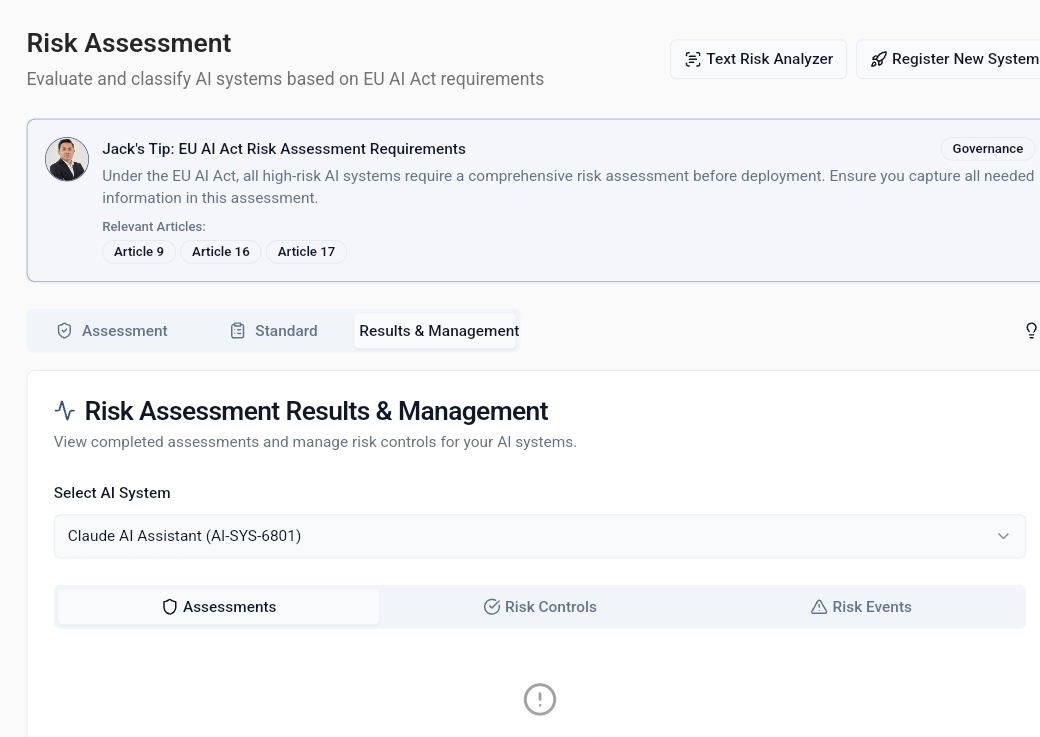 Risk Assessment
Evaluate and classify AI systems based on EU AI Act requirements
Text Risk Analyzer
Register New System
Jack's Tip: EU AI Act Risk Assessment Requirements
Governance
Under the EU AI Act, all high-risk AI systems require a comprehensive risk assessment before deployment. Ensure you capture all needed
information in this assessment.
Relevant Articles:
Article 9
Article 16
Article 17
Assessment
Standard
Results & Management
Risk Assessment Results & Management
View completed assessments and manage risk controls for your AI systems.
Select AI System
Claude AI Assistant (AI-SYS-6801)
Assessments
Risk Controls
Risk Events